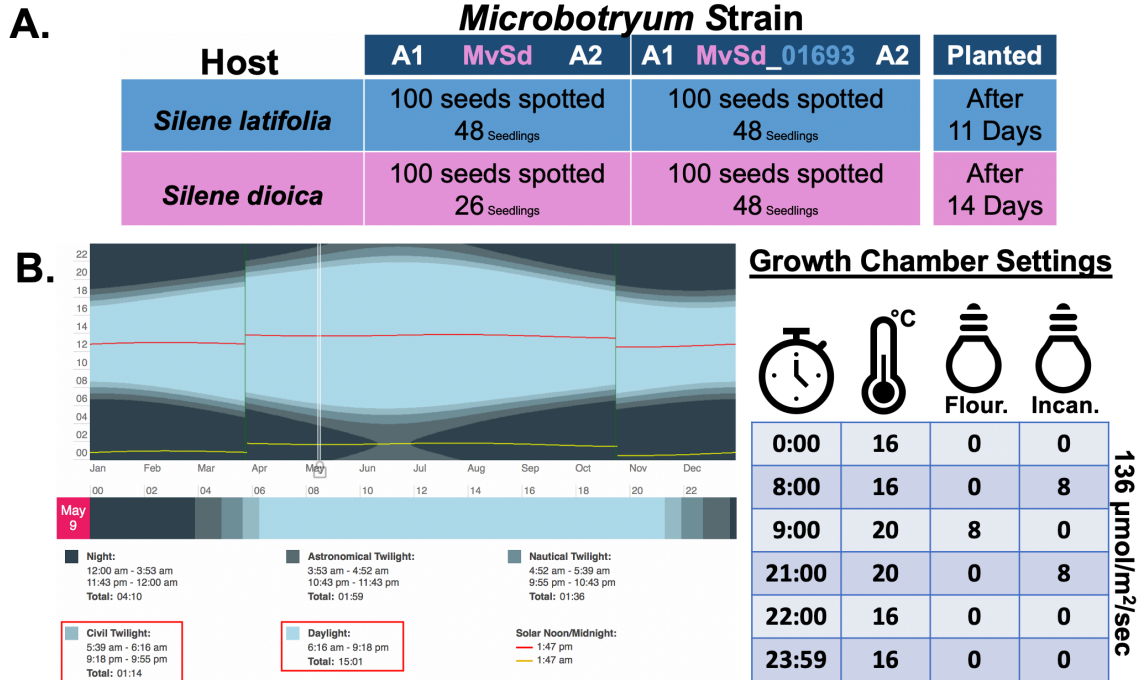 A.
Microbotryum Strain
Host
A1 MvSd A2
A1 MvSd_01693 A2
Planted
Silene latifolia
100 seeds spotted
48 Seedlings
100 seeds spotted
48 Seedlings
After
11 Days
Silene dioica
100 seeds spotted
26 Seedlings
100 seeds spotted
48 Seedlings
After
14 Days
B.
22
20
18
16
14
12
10
08
06
04
02
00
Jan Feb Mar Apr May Jun Jul Aug Sep Oct Nov Dec
00 02 04 06 08 10 12 14 16 18 20 22
May
9
Night:
12:00 am - 3:53 am
11:43 pm - 12:00 am
Total: 04:10
Astronomical Twilight:
3:53 am - 4:52 am
10:43 pm - 11:43 pm
Total: 01:59
Nautical Twilight:
4:52 am - 5:39 am
9:55 pm - 10:43 pm
Total: 01:36
Civil Twilight:
5:39 am - 6:16 am
9:18 pm - 9:55 pm
Total: 01:14
Daylight:
6:16 am - 9:18 pm
Total: 15:01
Solar Noon/Midnight:
1:47 pm
1:47 am
Growth Chamber Settings
°C
Flour. Incan.
0:00 16 0 0
8:00 16 0 8
9:00 20 8 0
21:00 20 0 8
22:00 16 0 0
23:59 16 0 0
136 µmol/m²/sec